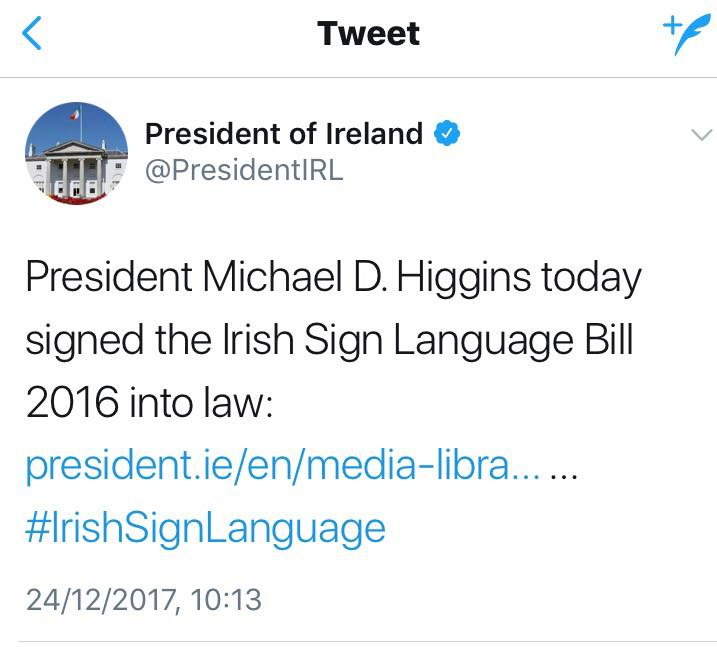 Tweet
President of Ireland
@PresidentIRL
President Michael D. Higgins today
signed the Irish Sign Language Bill
2016 into law:
president.ie/en/media-libra... ...
#IrishSignLanguage
24/12/2017, 10:13